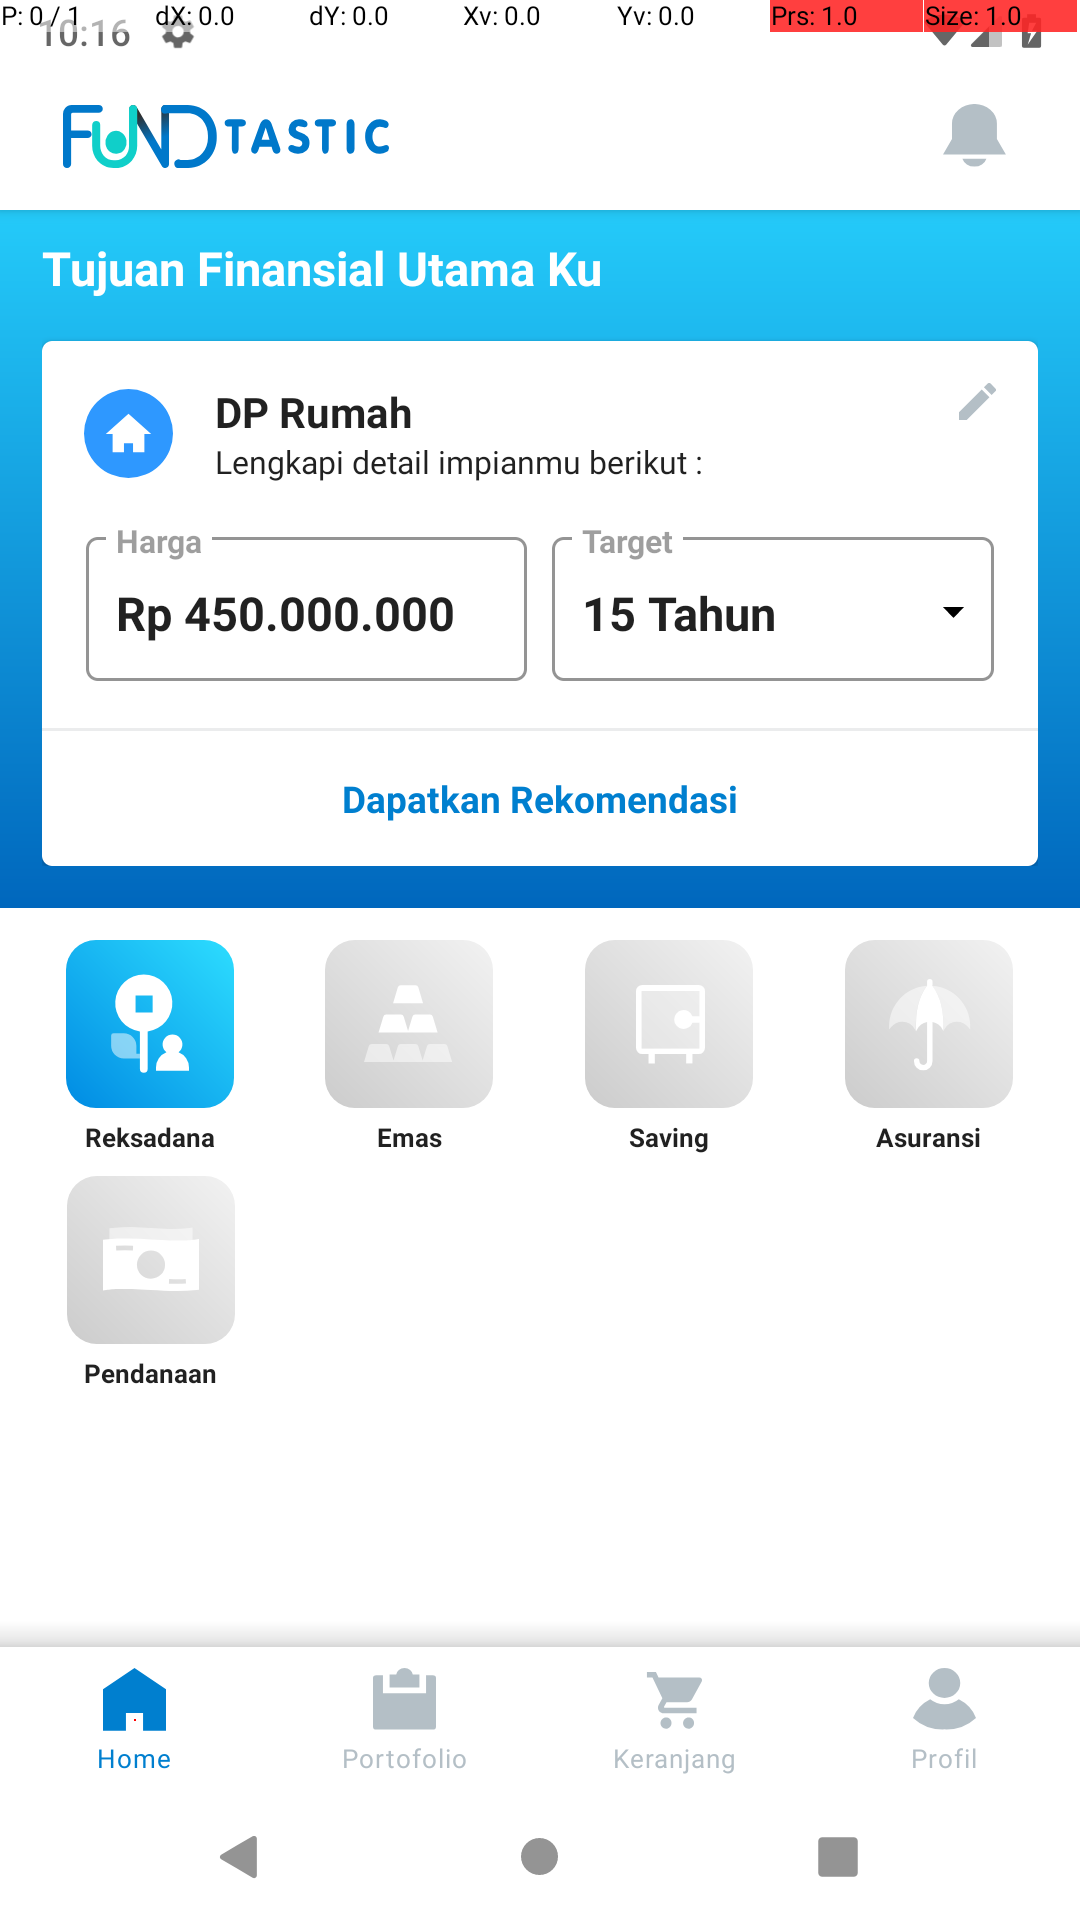 P: 0 / 1 dX: 0.0 dY: 0.0 Xv: 0.0 Yv: 0.0 Prs: 1.0 Size: 1.0
10:16
FUNDTASTIC
Tujuan Finansial Utama Ku
DP Rumah
Lengkapi detail impianmu berikut :
Harga Target
Rp 450.000.000 15 Tahun
Dapatkan Rekomendasi
Reksadana Emas Saving Asuransi
Pendanaan
Home Portofolio Keranjang Profil